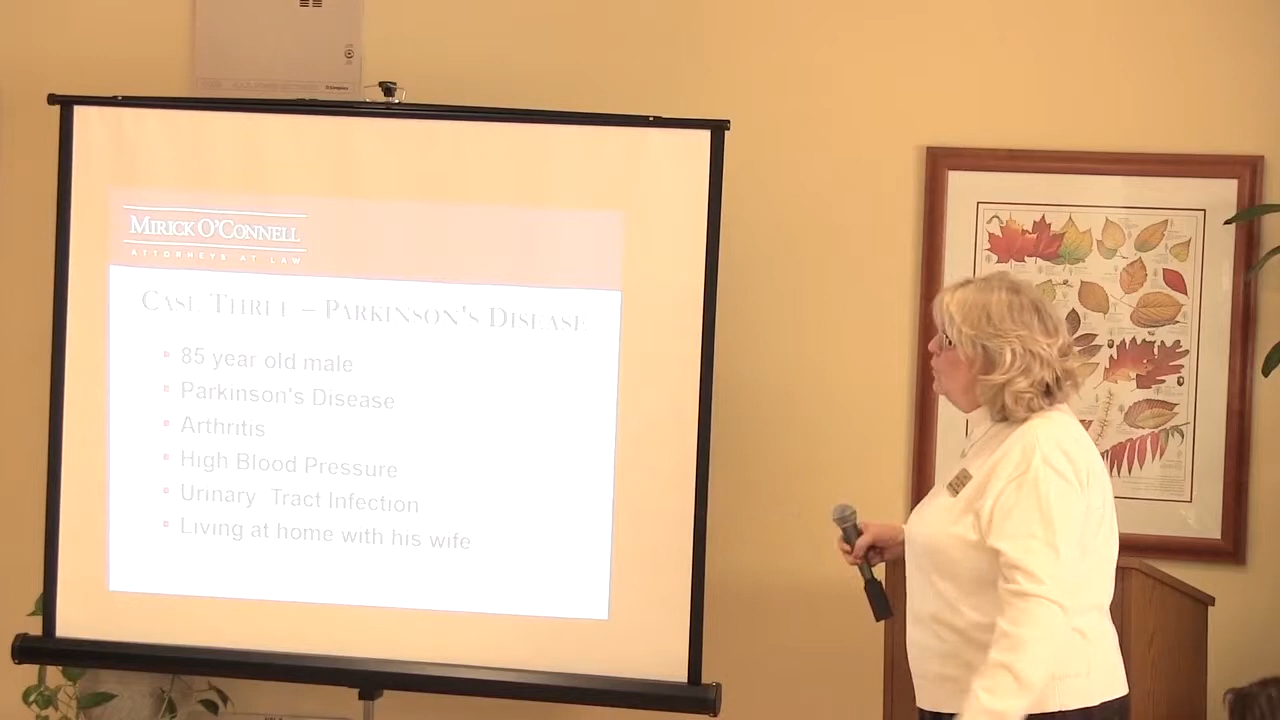 MIRICK O'CONNELL
ATTORNEYS AT LAW
CASE THREE – PARKINSON'S DISEASE
85 year old male
Parkinson's Disease
Arthritis
High Blood Pressure
Urinary Tract Infection
Living at home with his wife